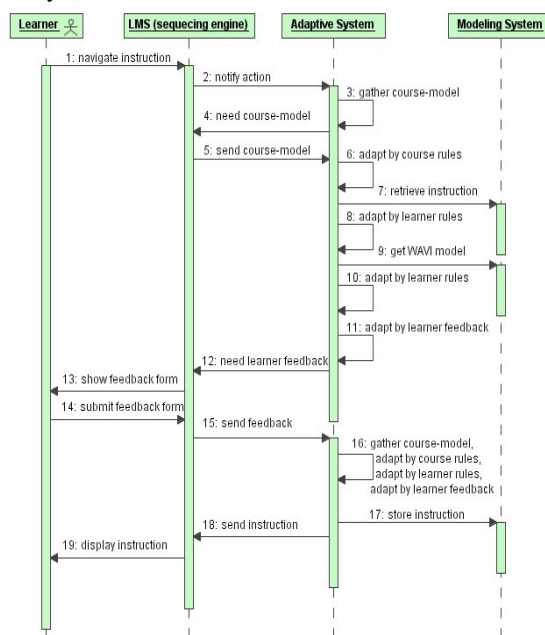 Learner
LMS (sequecing engine)
Adaptive System
Modeling System
1: navigate instruction
2: notify action
3: gather course-model
4: need course-model
5: send course-model
6: adapt by course rules
7: retrieve instruction
8: adapt by learner rules
9: get WAVI model
10: adapt by learner rules
11: adapt by learner feedback
12: need learner feedback
13: show feedback form
14: submit feedback form
15: send feedback
16: gather course-model,
adapt by course rules,
adapt by learner rules,
adapt by learner feedback
17: store instruction
18: send instruction
19: display instruction